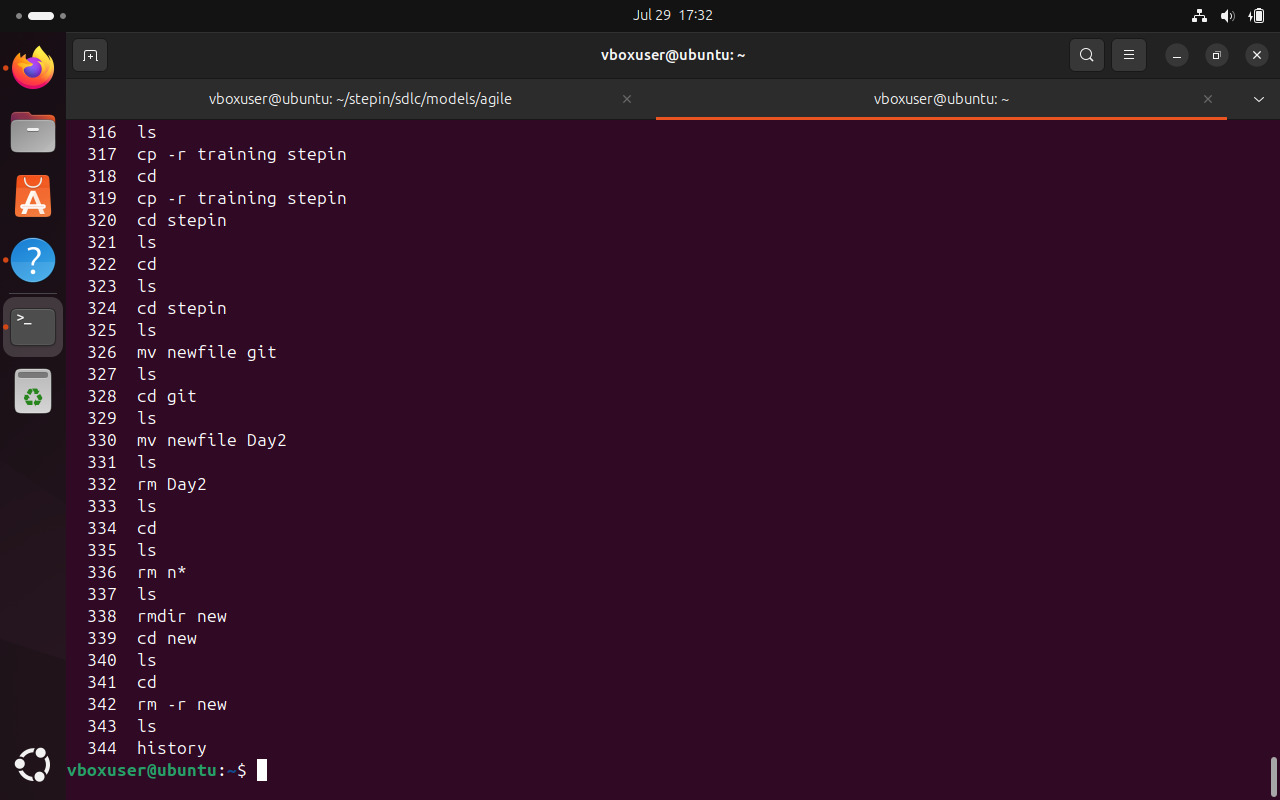 Jul 29 17:32
vboxuser@ubuntu: ~
vboxuser@ubuntu: ~/stepin/sdlc/models/agile
vboxuser@ubuntu: ~
316 ls
317 cp -r training stepin
318 cd
319 cp -r training stepin
320 cd stepin
321 ls
322 cd
323 ls
324 cd stepin
325 ls
326 mv newfile git
327 ls
328 cd git
329 ls
330 mv newfile Day2
331 ls
332 rm Day2
333 ls
334 cd
335 ls
336 rm n*
337 ls
338 rmdir new
339 cd new
340 ls
341 cd
342 rm -r new
343 ls
344 history
vboxuser@ubuntu:~$